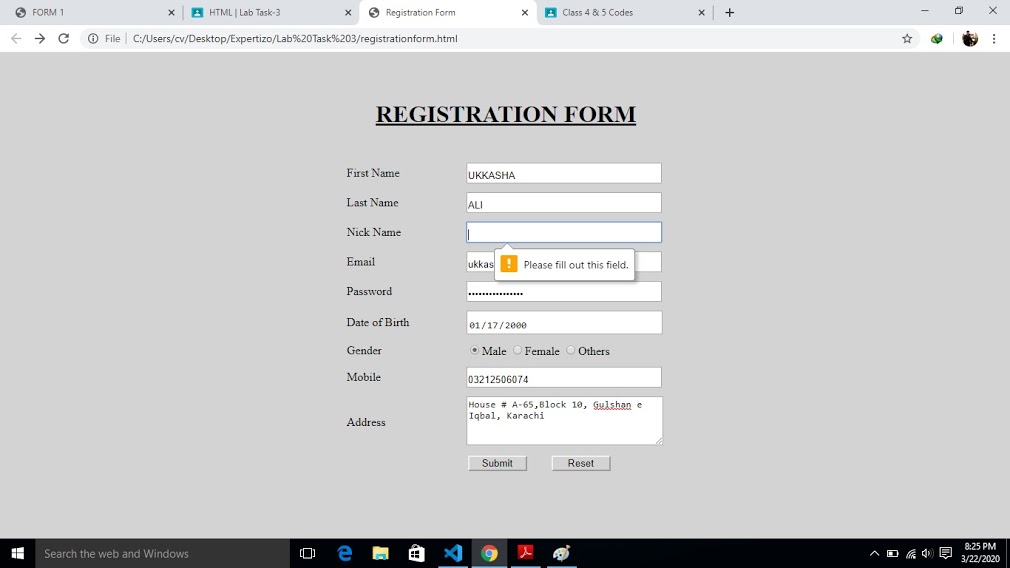 FORM 1
HTML | Lab Task-3
Registration Form
Class 4 & 5 Codes
File
C:/Users/cv/Desktop/Expertizo/Lab%20Task%203/registrationform.html
REGISTRATION FORM
First Name UKKASHA
Last Name ALI
Nick Name
Email ukkas
Please fill out this field.
Password ••••••••••••••••
Date of Birth 01/17/2000
Gender Male Female Others
Mobile 03212506074
Address
House # A-65,Block 10, Gulshan e
Iqbal, Karachi
Submit Reset
Search the web and Windows
8:25 PM
3/22/2020